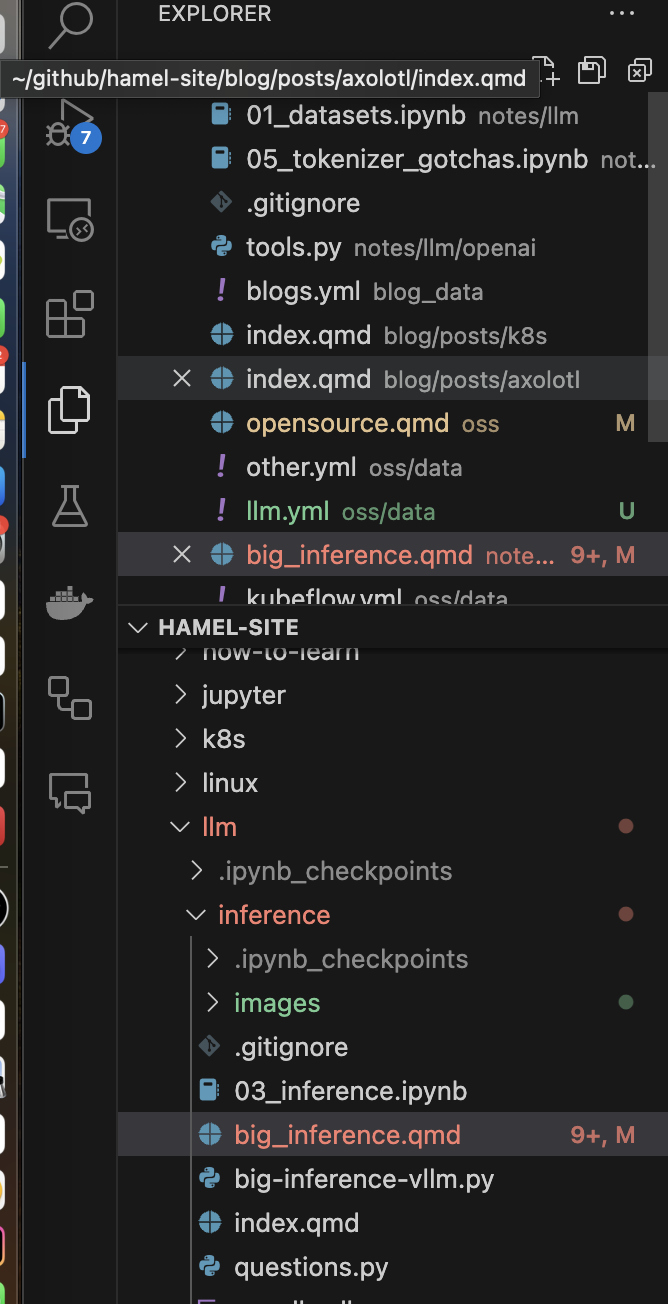 EXPLORER
~/github/hamel-site/blog/posts/axolotl/index.qmd
01_datasets.ipynb notes/llm
7
05_tokenizer_gotchas.ipynb not...
.gitignore
tools.py notes/llm/openai
! blogs.yml blog_data
index.qmd blog/posts/k8s
index.qmd blog/posts/axolotl
opensource.qmd oss M
! other.yml oss/data
! llm.yml oss/data U
big_inference.qmd note... 9+, M
! kubeflow.yml oss/data
HAMEL-SITE
how-to-learn
jupyter
k8s
linux
llm
.ipynb_checkpoints
inference
.ipynb_checkpoints
images
.gitignore
03_inference.ipynb
big_inference.qmd 9+, M
big-inference-vllm.py
index.qmd
questions.py